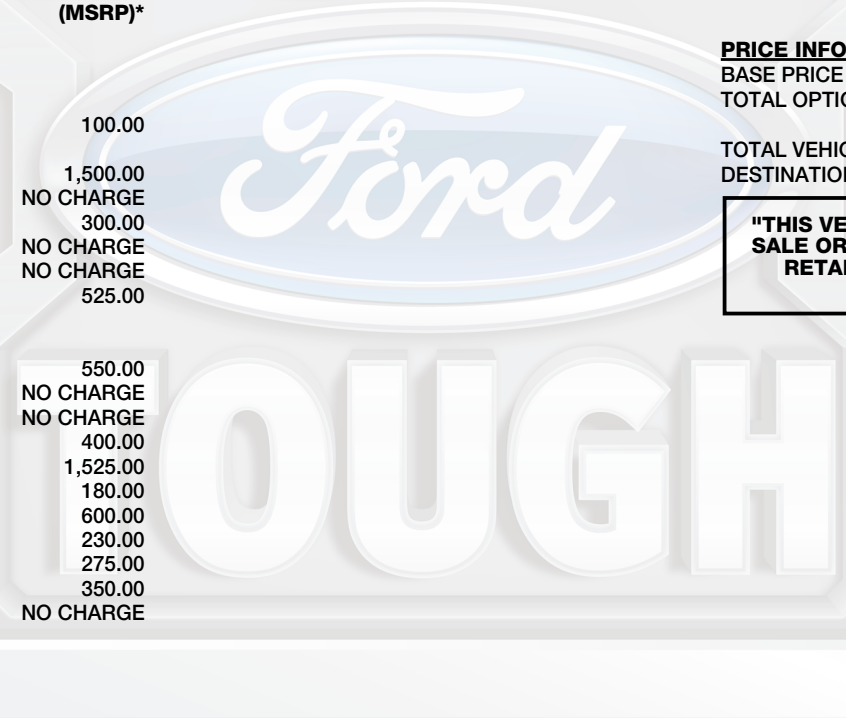 (MSRP)*
100.00
1,500.00
NO CHARGE
300.00
NO CHARGE
NO CHARGE
525.00
550.00
NO CHARGE
NO CHARGE
400.00
1,525.00
180.00
600.00
230.00
275.00
350.00
NO CHARGE
PRICE INFO
BASE PRICE
TOTAL OPTIO
TOTAL VEHIC
DESTINATION
"THIS VE
SALE OR
RETAI
Ford
TOUGH